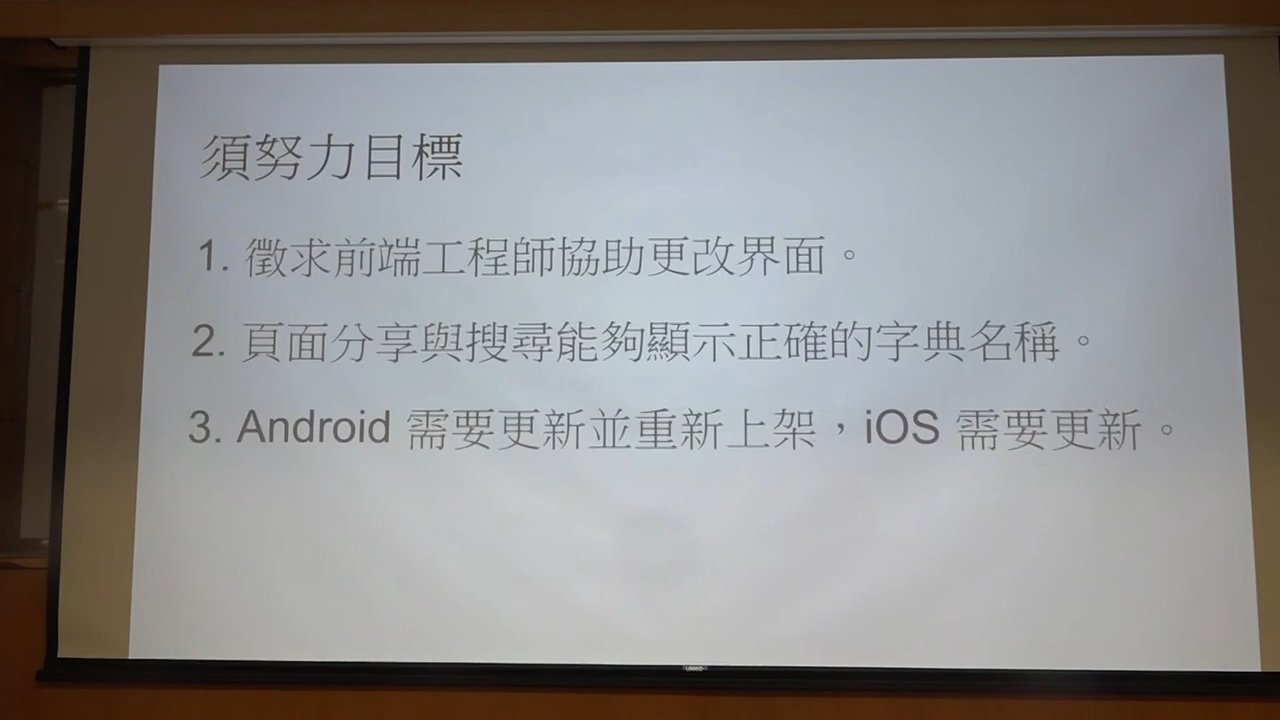 須努力目標
1. 徵求前端工程師協助更改界面。
2. 頁面分享與搜尋能夠顯示正確的字典名稱。
3. Android 需要更新並重新上架，iOS 需要更新。